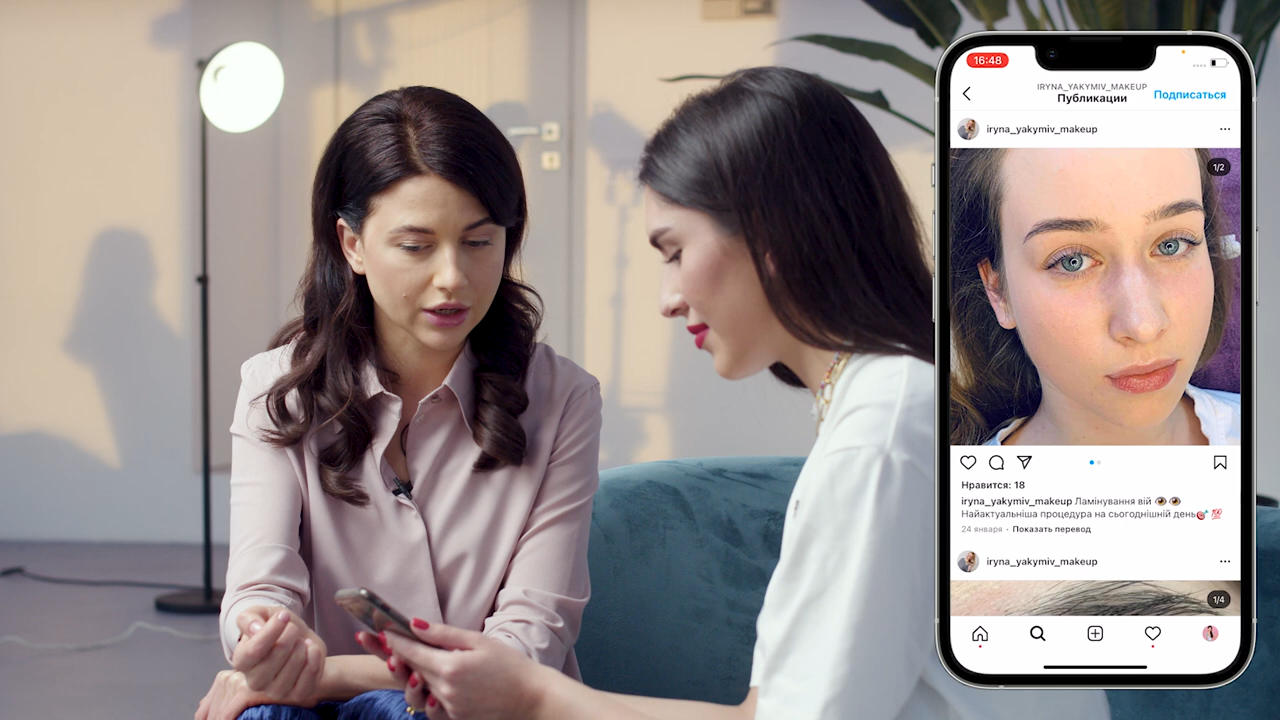 16:48
IRYNA_YAKYMIV_MAKEUP
Публикации
Подписаться
iryna_yakymiv_makeup
1/2
Нравится: 18
iryna_yakymiv_makeup Ламінування вій 👁️ 👁️
Найактуальніша процедура на сьогоднішній день🎯 💯
24 января · Показать перевод
iryna_yakymiv_makeup
1/4